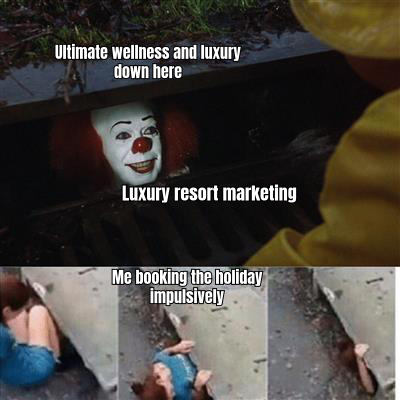 Ultimate wellness and luxury
down here
Luxury resort marketing
Me booking the holiday
impulsively